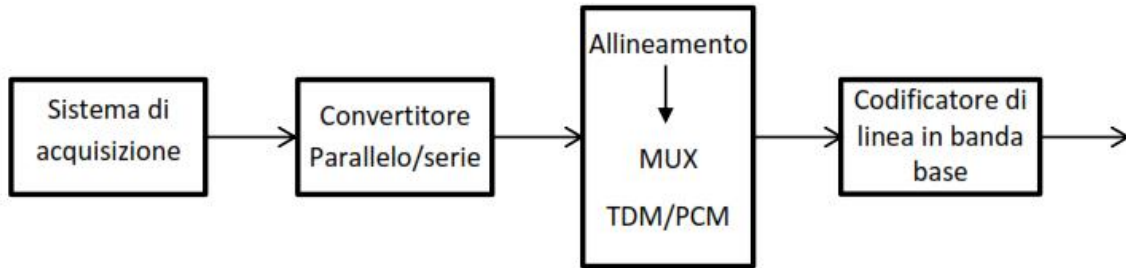 Sistema di
acquisizione
Convertitore
Parallelo/serie
Allineamento
MUX
TDM/PCM
Codificatore di
linea in banda
base